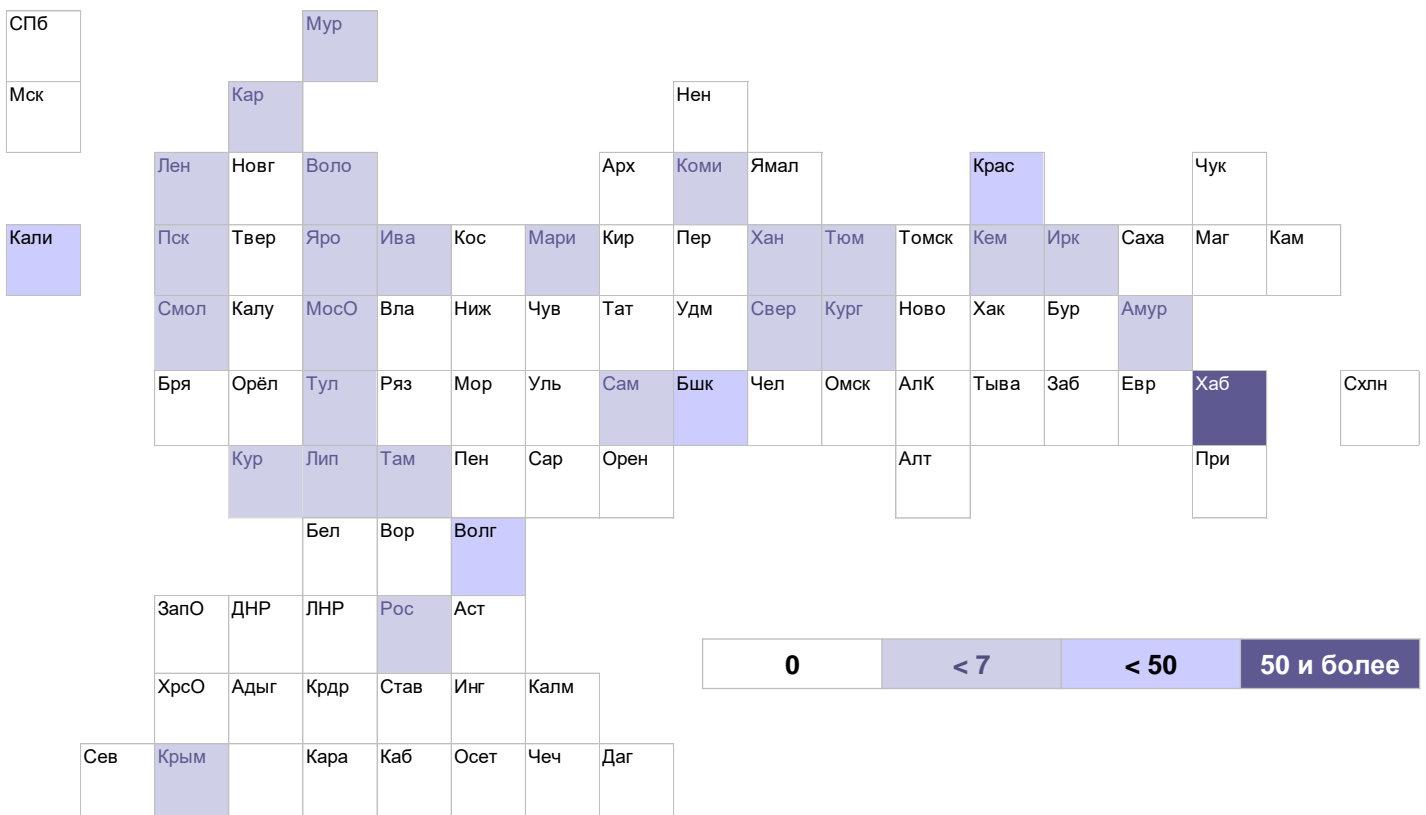 СПб Мур
Мск Кар Нен
Лен Новг Воло Арх Коми Ямал Крас Чук
Кали Пск Твер Яро Ива Кос Мари Кир Пер Хан Тюм Томск Кем Ирк Саха Маг Кам
Смол Калу МосО Вла Ниж Чув Тат Удм Свер Кург Ново Хак Бур Амур
Бря Орёл Тул Ряз Мор Уль Сам Бшк Чел Омск АлК Тыва Заб Евр Хаб Схлн
Кур Лип Там Пен Сар Орен Алт При
Бел Вор Волг
ЗапО ДНР ЛНР Рос Аст
0 < 7 < 50 50 и более
ХрсО Адыг Крдр Став Инг Калм
Сев Крым Кара Каб Осет Чеч Даг